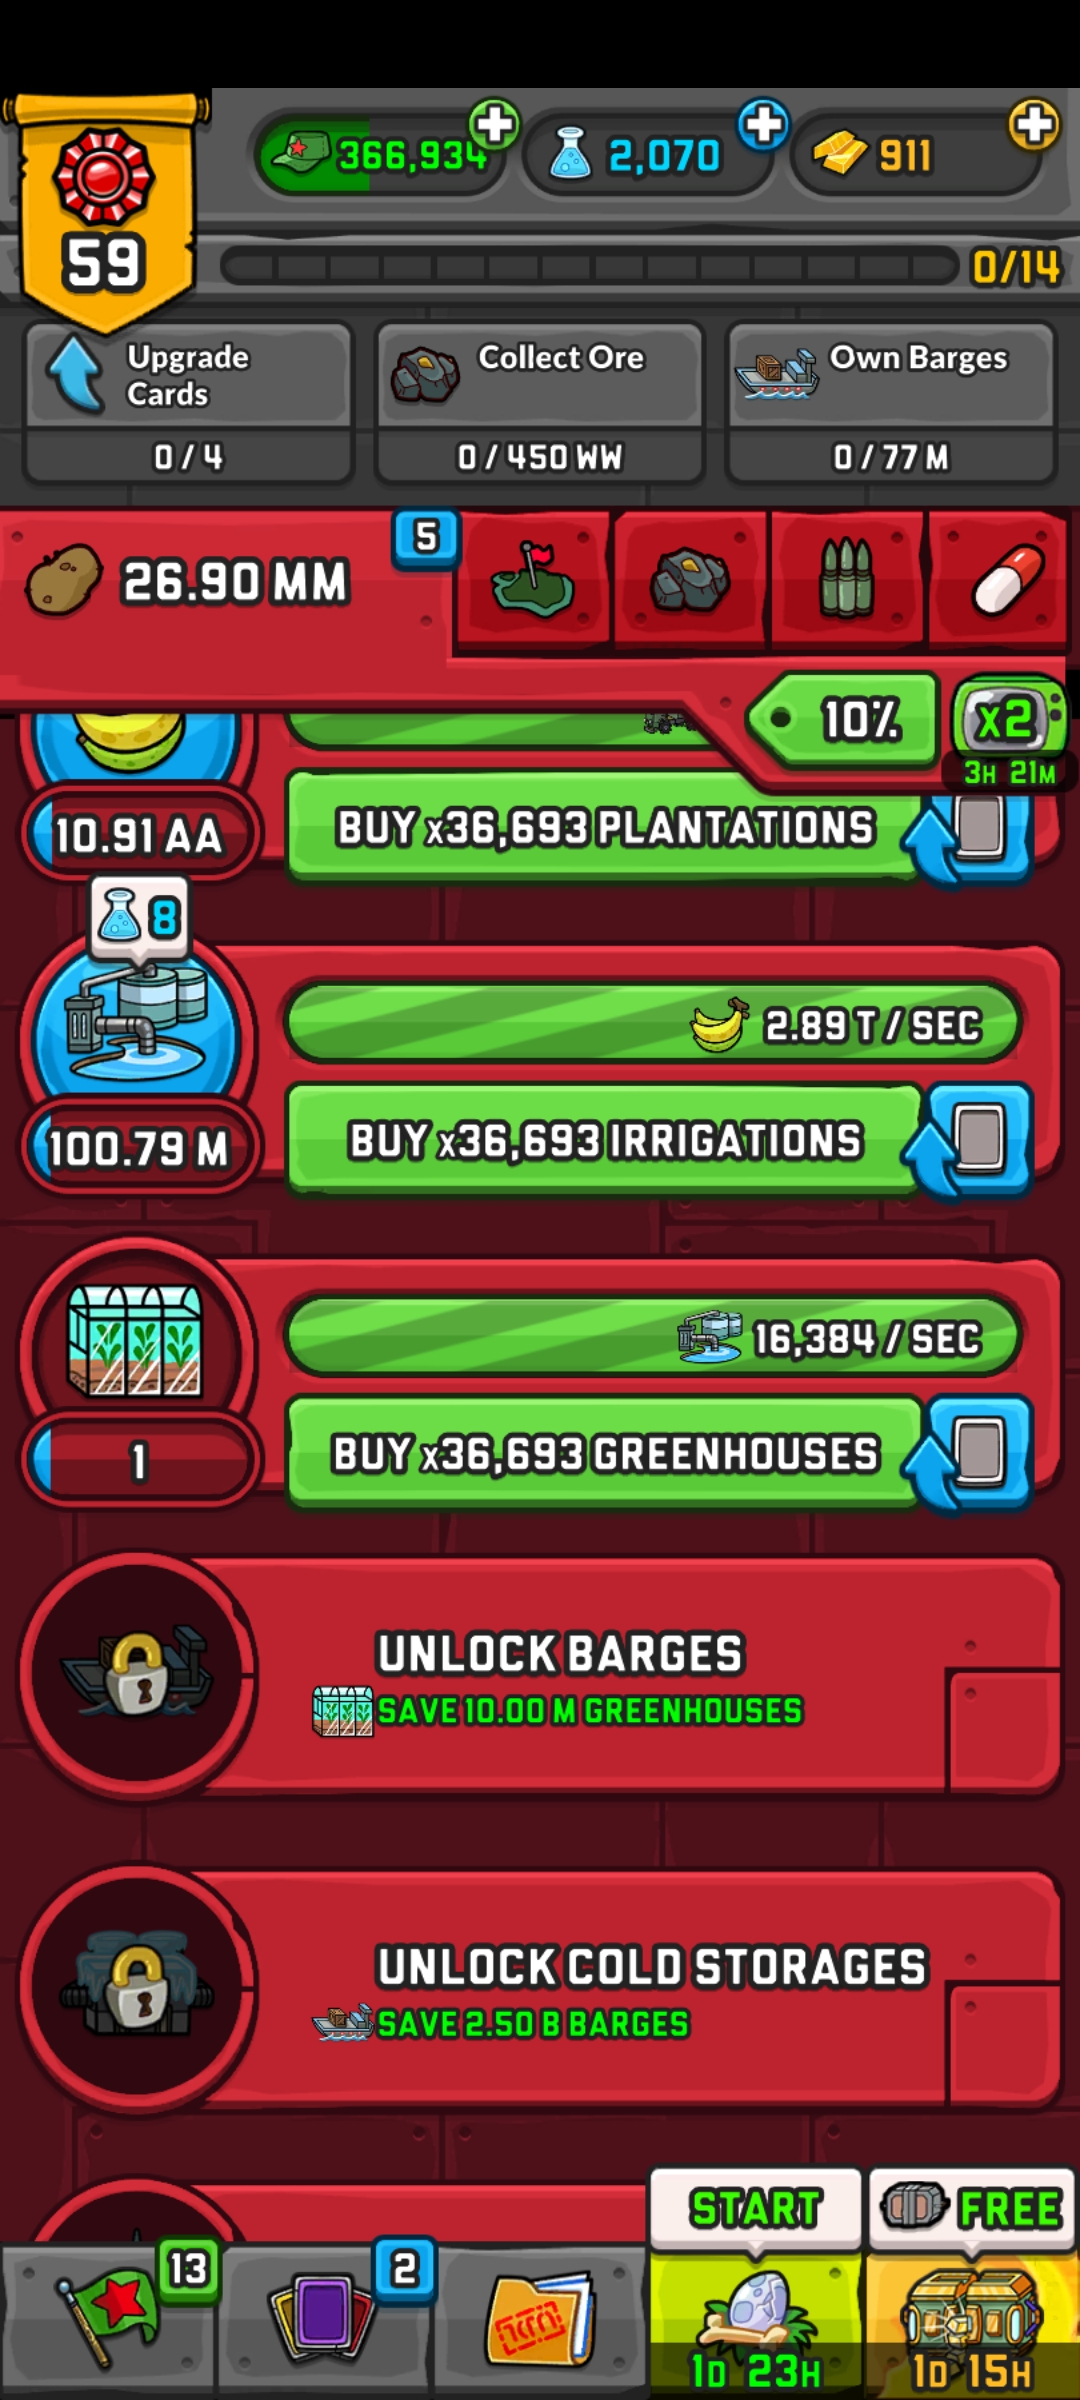 366,934
2,070
911
59
0/14
Upgrade
Cards
0 / 4
Collect Ore
0 / 450 WW
Own Barges
0 / 77 M
26.90 MM
5
10%
x2
3H 21M
10.91 AA
BUY x36,693 PLANTATIONS
8
2.89 T / SEC
100.79 M
BUY x36,693 IRRIGATIONS
16,384 / SEC
1
BUY x36,693 GREENHOUSES
UNLOCK BARGES
SAVE 10.00 M GREENHOUSES
UNLOCK COLD STORAGES
SAVE 2.50 B BARGES
START
FREE
13
2
1D 23H
1D 15H